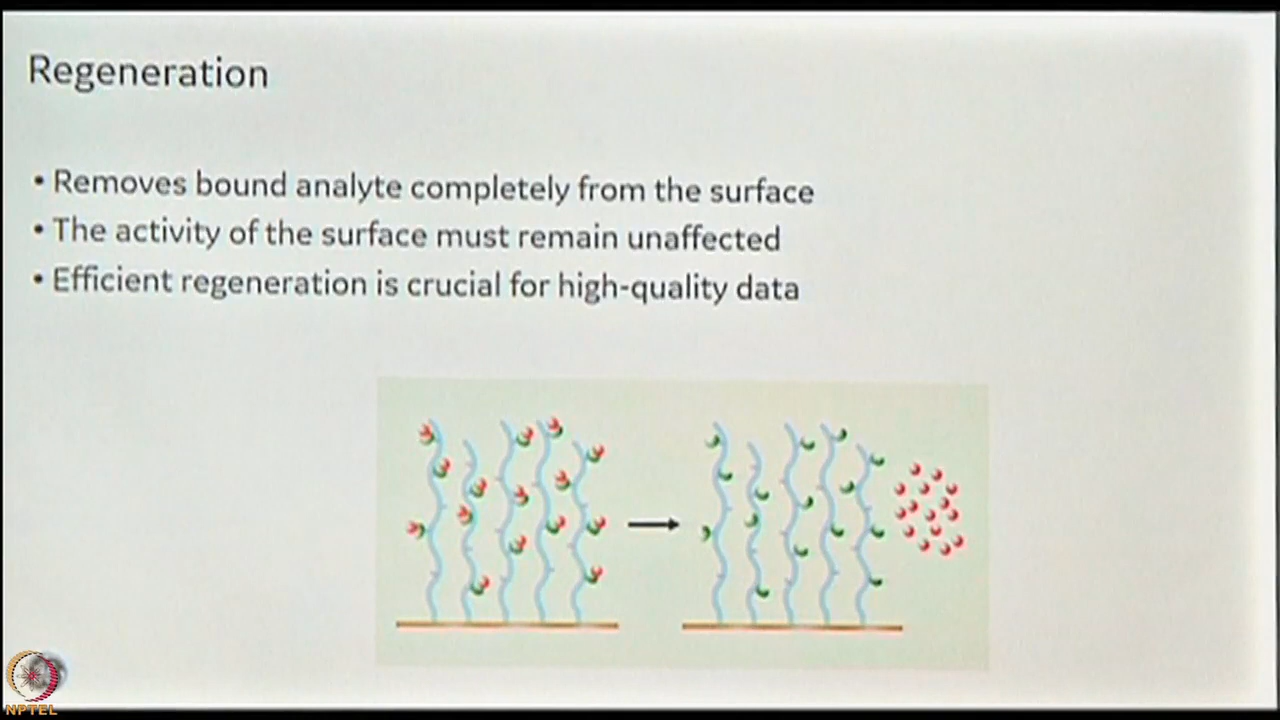 Regeneration
• Removes bound analyte completely from the surface
• The activity of the surface must remain unaffected
• Efficient regeneration is crucial for high-quality data
NPTEL